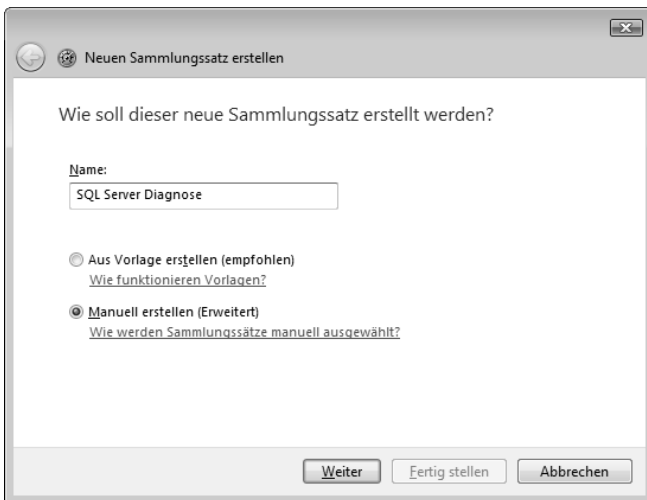 Neuen Sammlungssatz erstellen
Wie soll dieser neue Sammlungssatz erstellt werden?
Name:
SQL Server Diagnose
Aus Vorlage erstellen (empfohlen)
Wie funktionieren Vorlagen?
Manuell erstellen (Erweitert)
Wie werden Sammlungssätze manuell ausgewählt?
Weiter Fertig stellen Abbrechen